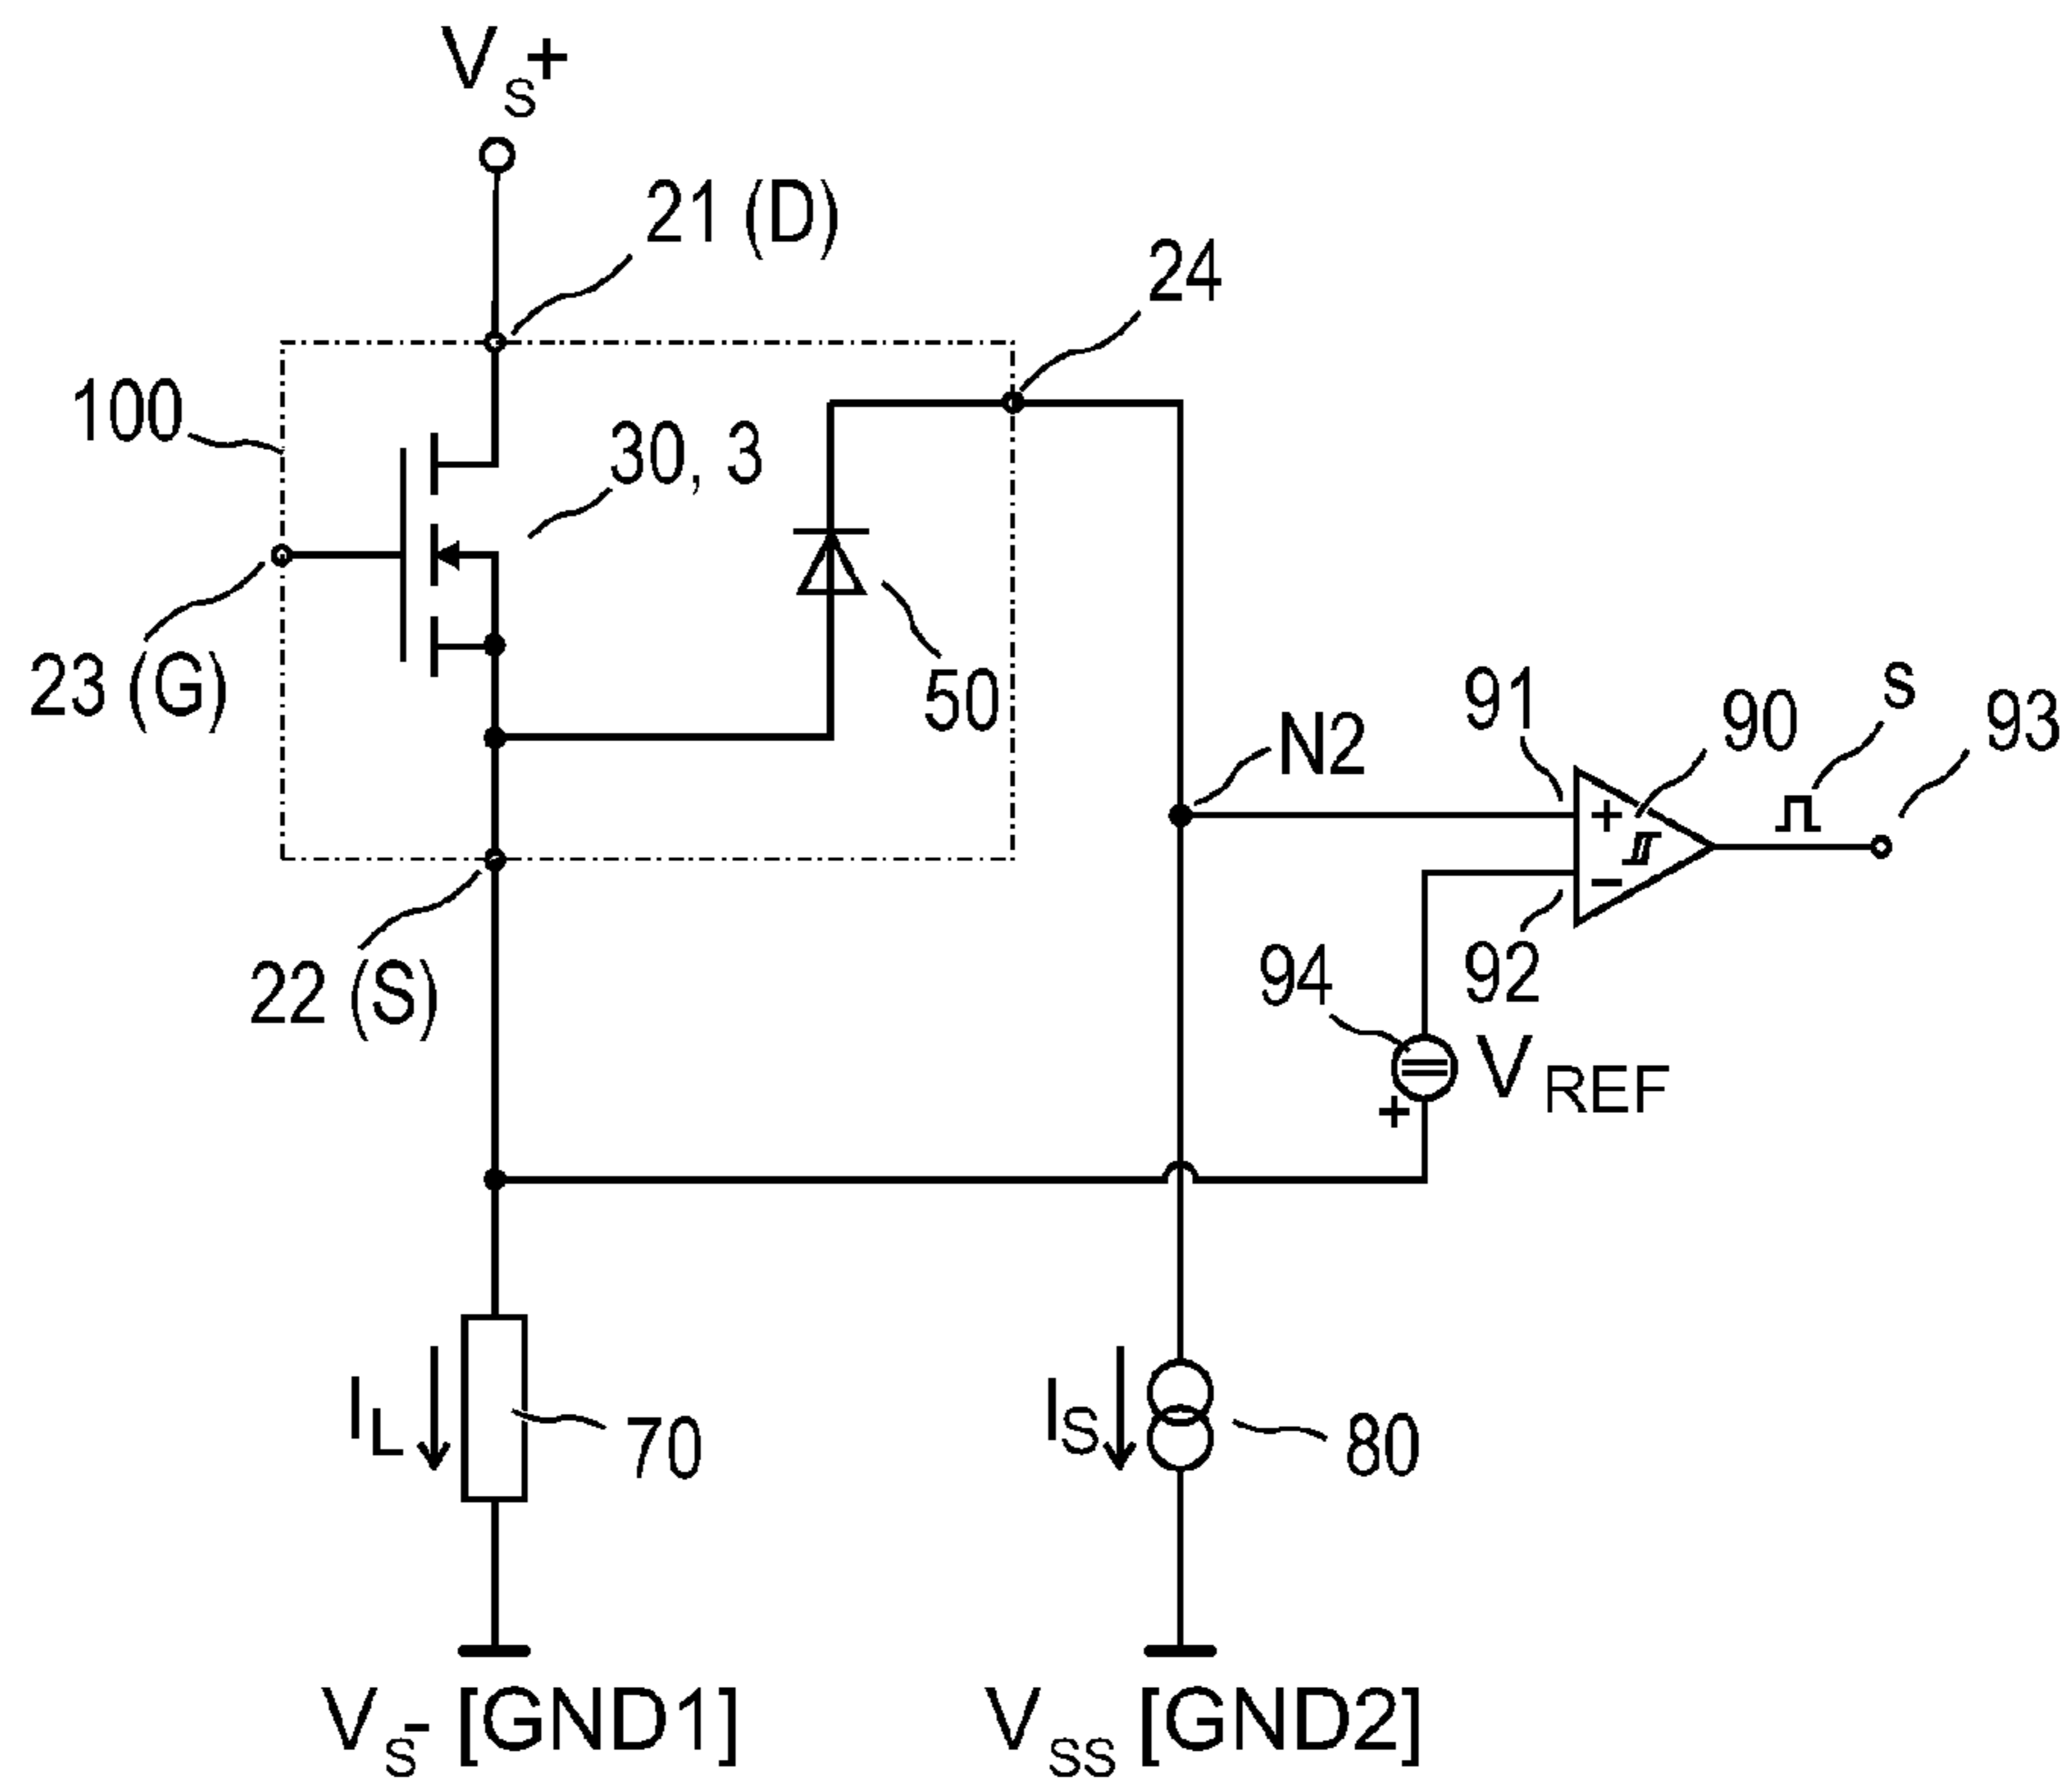 VS+
21 (D)
24
100
30, 3
23 (G)
50
22 (S)
N2
91
90
s
93
+
−
92
94
VREF
+
IL
70
IS
80
VS- [GND1]
VSS [GND2]